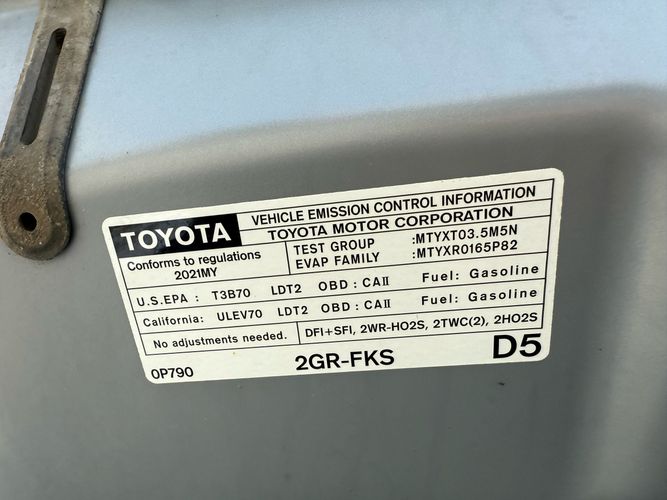 TOYOTA
VEHICLE EMISSION CONTROL INFORMATION
TOYOTA MOTOR CORPORATION
Conforms to regulations
2021MY
TEST GROUP :MTYXT03.5M5N
EVAP FAMILY :MTYXR0165P82
U.S.EPA : T3B70 LDT2 OBD : CAII Fuel: Gasoline
California: ULEV70 LDT2 OBD : CAII Fuel: Gasoline
No adjustments needed. DFI+SFI, 2WR-HO2S, 2TWC(2), 2HO2S
0P790 2GR-FKS D5